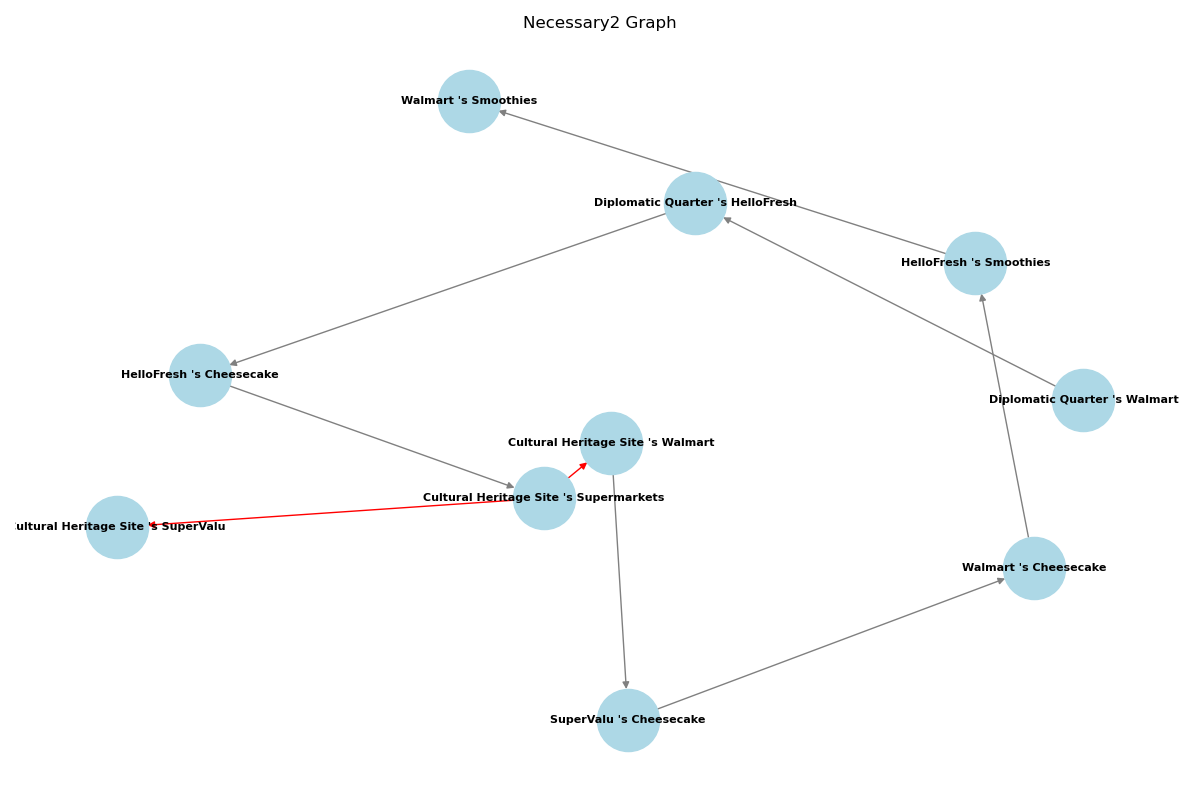 Necessary2 Graph
Walmart 's Smoothies
Diplomatic Quarter 's HelloFresh
HelloFresh 's Smoothies
HelloFresh 's Cheesecake
Diplomatic Quarter 's Walmart
Cultural Heritage Site 's Walmart
Cultural Heritage Site 's Supermarkets
ultural Heritage Site 's SuperValu
Walmart 's Cheesecake
SuperValu 's Cheesecake